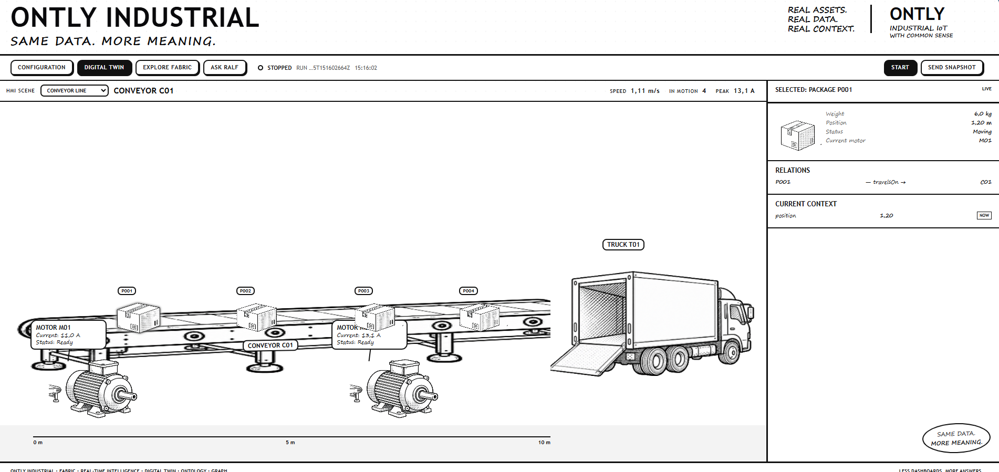 ONTLY INDUSTRIAL
SAME DATA. MORE MEANING.
REAL ASSETS.
REAL DATA.
REAL CONTEXT.
ONTLY
INDUSTRIAL IoT
WITH COMMON SENSE
CONFIGURATION
DIGITAL TWIN
EXPLORE FABRIC
ASK RALF
STOPPED RUN ...5T151602664Z 15:16:02
START
SEND SNAPSHOT
HMI SCENE CONVEYOR LINE CONVEYOR C01
SPEED 1,11 m/s IN MOTION 4 PEAK 13,1 A
SELECTED: PACKAGE P001 LIVE
Weight 6,0 kg
Position 1,20 m
Status Moving
Current motor M01
RELATIONS
P001 — travelsOn → C01
CURRENT CONTEXT
position 1,20 NOW
TRUCK T01
P001
P002
P003
P004
MOTOR M01
Current: 11,0 A
Status: Ready
CONVEYOR C01
MOTOR
Current: 13,1 A
Status: Ready
0 m
5 m
10 m
SAME DATA.
MORE MEANING.
ONTLY INDUSTRIAL • FABRIC • REAL-TIME INTELLIGENCE • DIGITAL TWIN • ONTOLOGY • GRAPH
LESS DASHBOARDS. MORE ANSWERS.